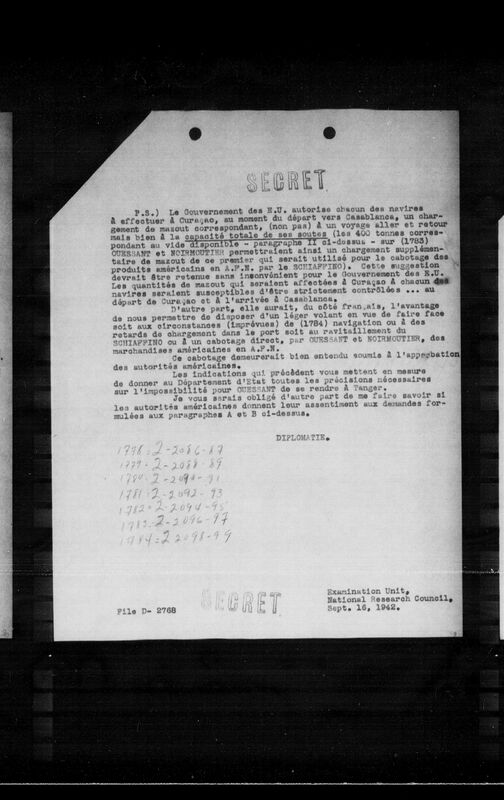 SECRET
P.S.) Le Gouvernement des E.U. autorise chacun des navires
à effectuer à Curaçao, au moment du départ vers Casablanca, un char-
gement de mazout correspondant, (non pas) à un voyage aller et retour
mais bien à la capacité totale de ses soutes (les 400 tonnes corres-
pondant au vide disponible - paragraphe II ci-dessus - sur (1783)
OUESSANT et NOIRMOUTIER permettraient ainsi un chargement supplémen-
taire de mazout de ce premier qui serait utilisé pour le cabotage des
produits américains en A.F.N. par le SCHIAFFINO). Cette suggestion
devrait être retenue sans inconvénient pour le Gouvernement des E.U.
Les quantités de mazout qui seraient affectées à Curaçao à chacun des
navires seraient susceptibles d'être strictement contrôlées ... au
départ de Curaçao et à l'arrivée à Casablanca.
D'autre part, elle aurait, du côté français, l'avantage
de nous permettre de disposer d'un léger volant en vue de faire face
soit aux circonstances (imprévues) de (1784) navigation ou à des
retards de chargement dans le port soit au ravitaillement du
SCHIAFFINO ou à un cabotage direct, par OUESSANT et NOIRMOUTIER, des
marchandises américaines en A.F.N.
Ce cabotage demeurerait bien entendu soumis à l'approbation
des autorités américaines.
Les indications qui précèdent vous mettent en mesure
de donner au Département d'Etat toutes les précisions nécessaires
sur l'impossibilité pour OUESSANT de se rendre à Tanger.
Je vous serais obligé d'autre part de me faire savoir si
les autorités américaines donnent leur assentiment aux demandes for-
mulées aux paragraphes A et B ci-dessus.
DIPLOMATIE.
2-2086-87
1779-2-2088-89
1780-2-2090-91
1781-2-2092-93
1782-2-2094-95
1783-2-2096-97
1784-2 2098-99
SECRET
File D- 2768
Examination Unit,
National Research Council,
Sept. 16, 1942.